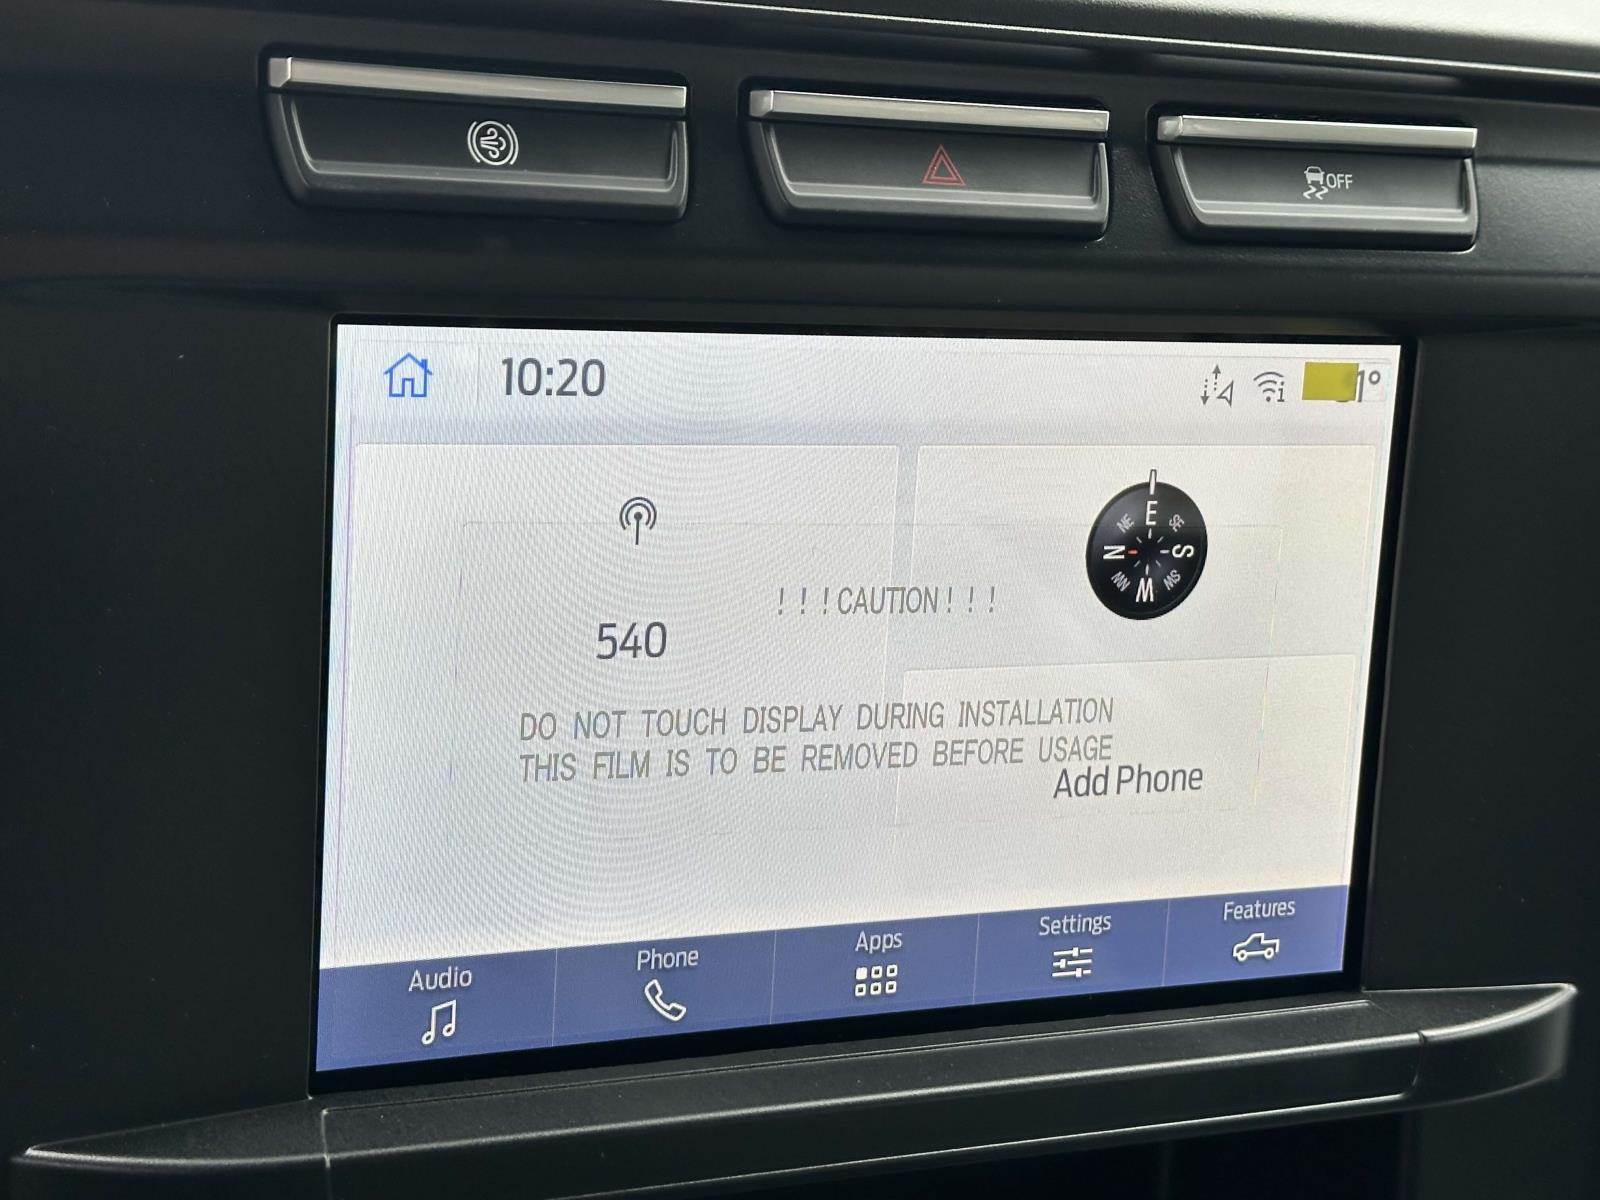 OFF
10:20
1°
540
E
NE
N
S
NW
SW
W
! ! ! CAUTION ! ! !
DO NOT TOUCH DISPLAY DURING INSTALLATION
THIS FILM IS TO BE REMOVED BEFORE USAGE
Add Phone
Audio
Phone
Apps
Settings
Features